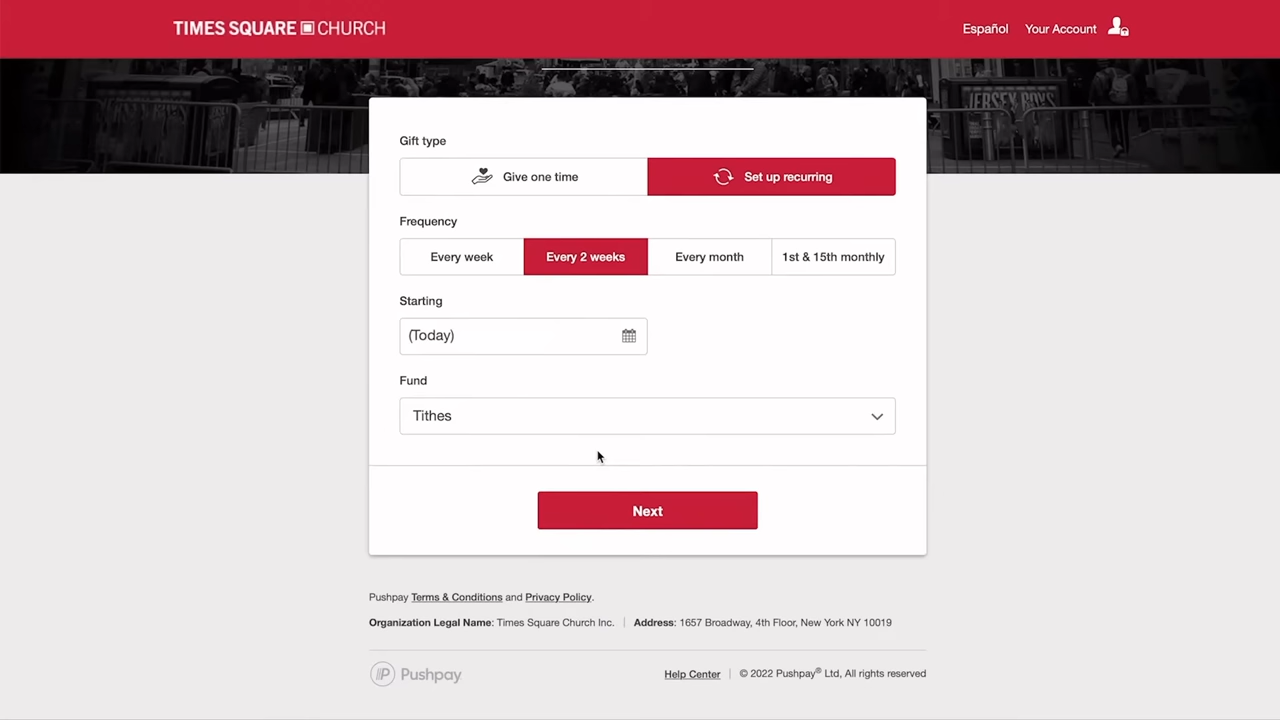 TIMES SQUARE CHURCH
Español Your Account
JERSEY BOYS
Gift type
Give one time
Set up recurring
Frequency
Every week
Every 2 weeks
Every month
1st & 15th monthly
Starting
(Today)
Fund
Tithes
Next
Pushpay Terms & Conditions and Privacy Policy.
Organization Legal Name: Times Square Church Inc. | Address: 1657 Broadway, 4th Floor, New York NY 10019
Pushpay
Help Center | © 2022 Pushpay® Ltd, All rights reserved